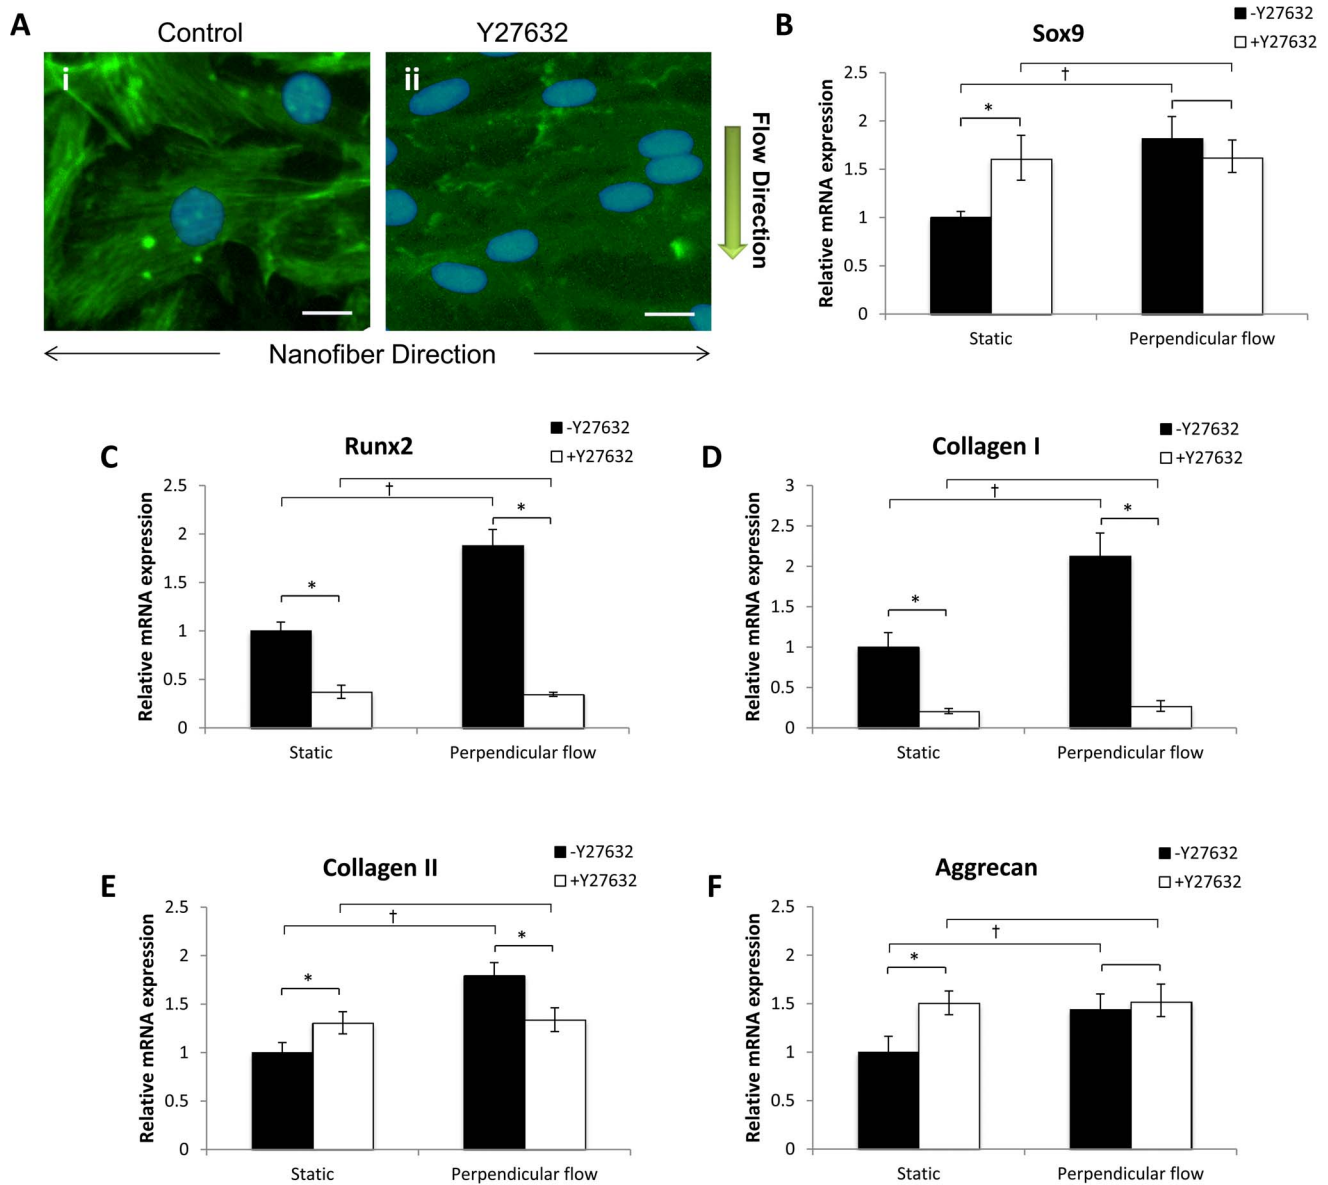 A
Control
Y27632
i
ii
Flow Direction
Nanofiber Direction
B
Sox9
-Y27632
+Y27632
Relative mRNA expression
2.5
2
1.5
1
0.5
0
†
*
Static
Perpendicular flow
C
Runx2
-Y27632
+Y27632
Relative mRNA expression
2.5
2
1.5
1
0.5
0
†
*
*
Static
Perpendicular flow
D
Collagen I
-Y27632
+Y27632
Relative mRNA expression
3
2.5
2
1.5
1
0.5
0
†
*
*
Static
Perpendicular flow
E
Collagen II
-Y27632
+Y27632
Relative mRNA expression
2.5
2
1.5
1
0.5
0
†
*
*
Static
Perpendicular flow
F
Aggrecan
-Y27632
+Y27632
Relative mRNA expression
2.5
2
1.5
1
0.5
0
†
*
Static
Perpendicular flow